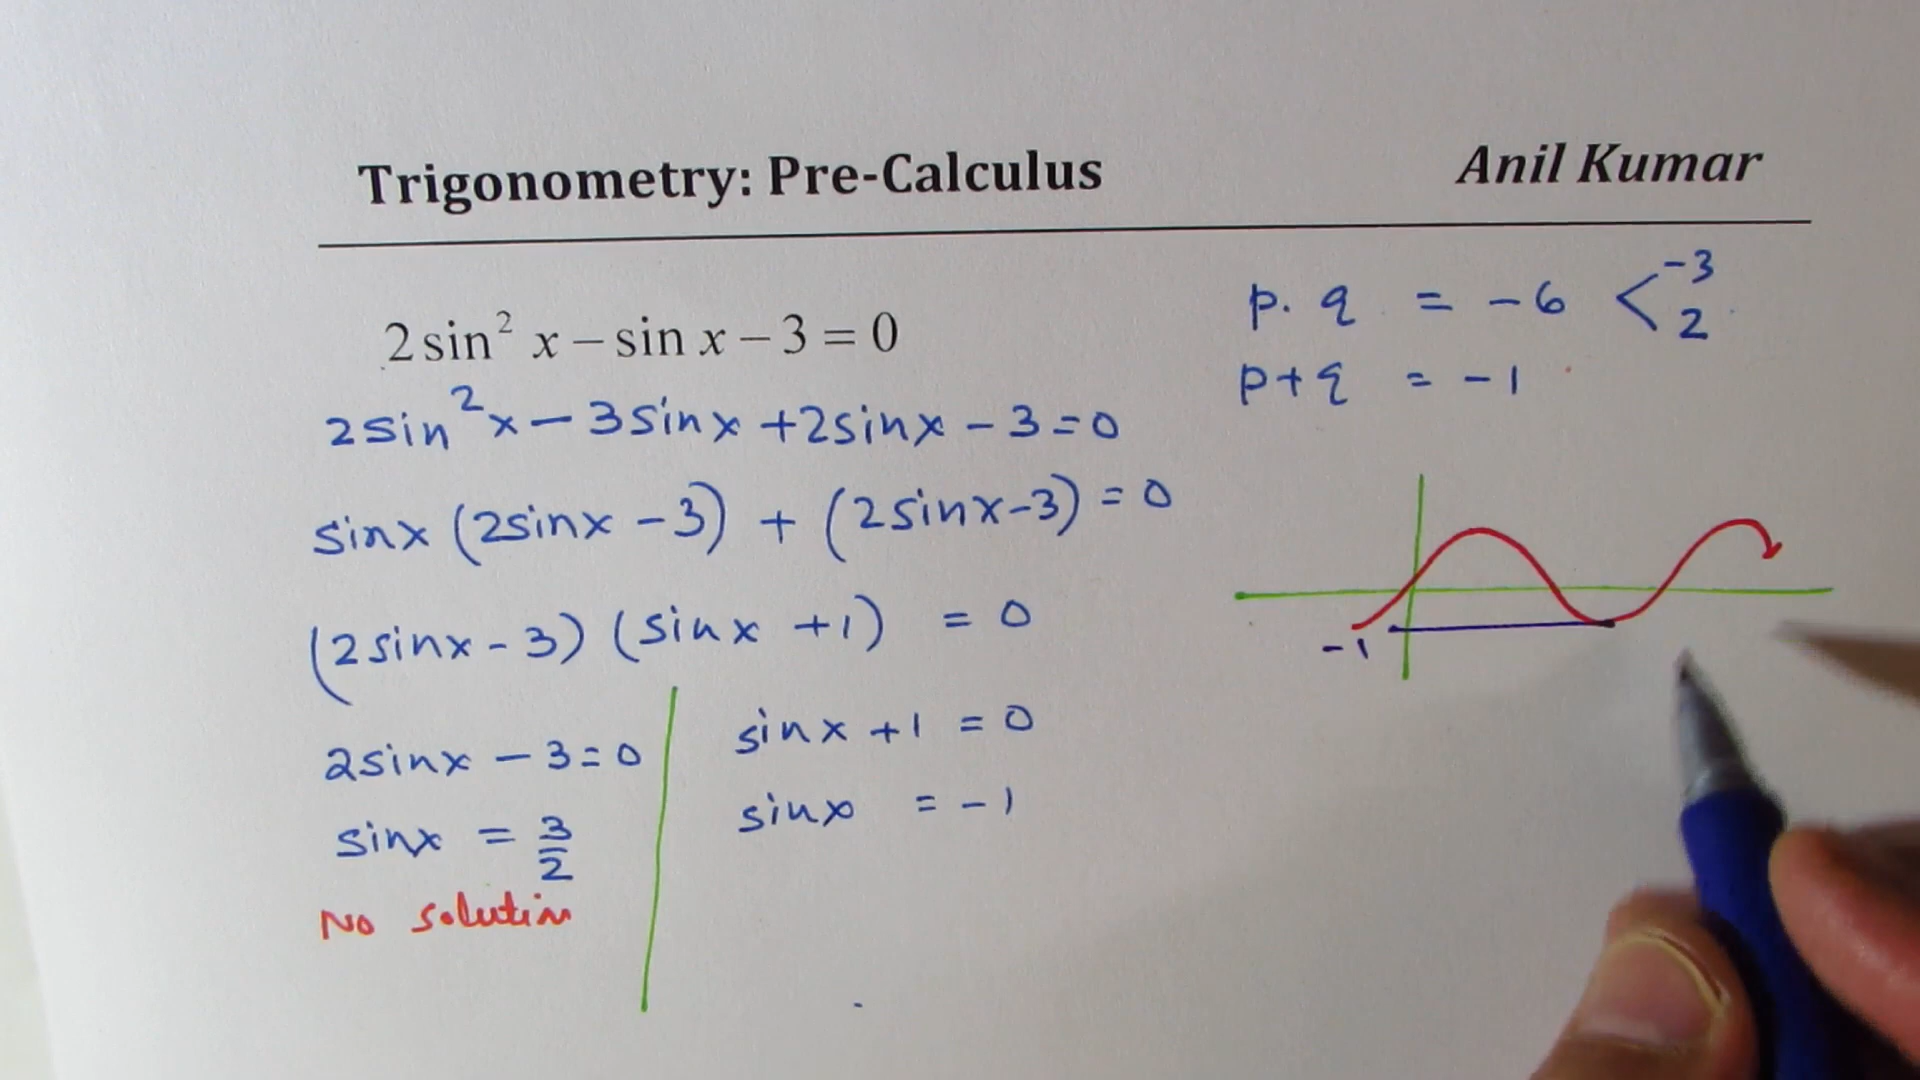 Trigonometry: Pre-Calculus
Anil Kumar
2 sin² x – sin x – 3 = 0
2sin²x – 3sinx + 2sinx – 3 = 0
sinx (2sinx – 3) + (2sinx – 3) = 0
(2sinx – 3) (sinx + 1) = 0
2sinx – 3 = 0
sinx = 3/2
No solution
sinx + 1 = 0
sinx = –1
p. q = –6 < –3 2
p + q = –1
–1